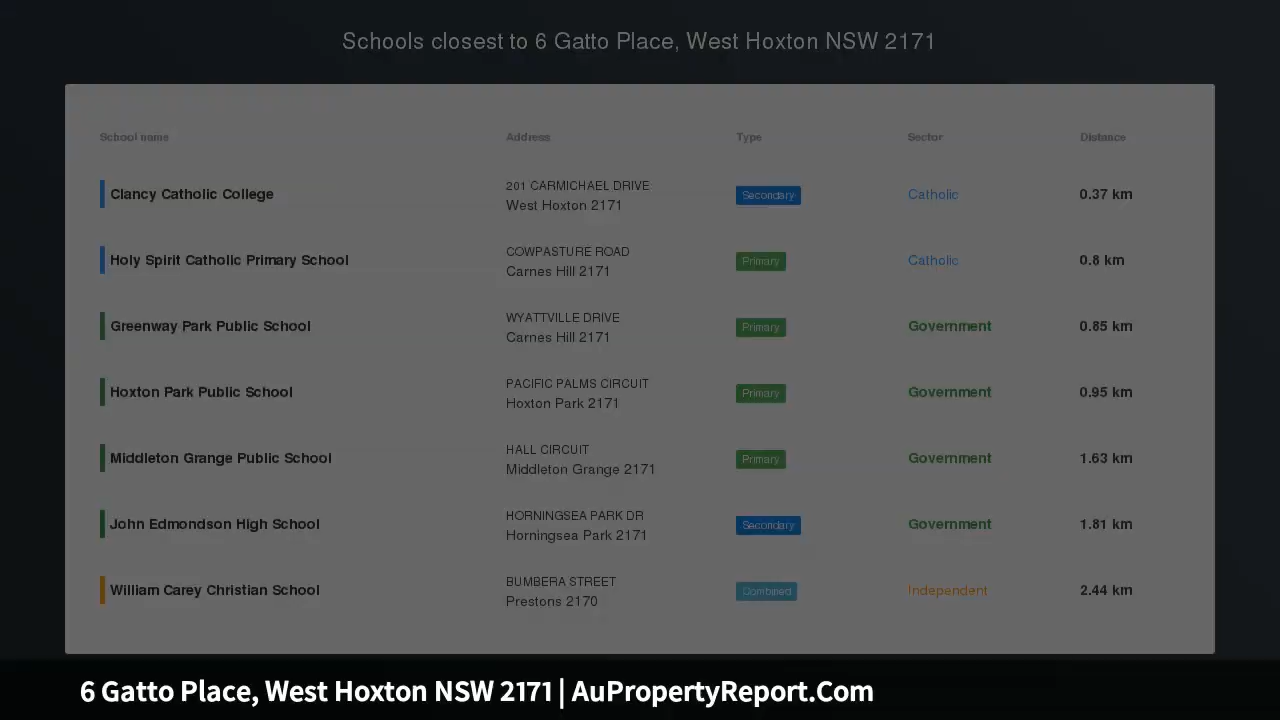 Schools closest to 6 Gatto Place, West Hoxton NSW 2171
School name Address Type Sector Distance
Clancy Catholic College 201 CARMICHAEL DRIVE West Hoxton 2171 Secondary Catholic 0.37 km
Holy Spirit Catholic Primary School COWPASTURE ROAD Carnes Hill 2171 Primary Catholic 0.8 km
Greenway Park Public School WYATTVILLE DRIVE Carnes Hill 2171 Primary Government 0.85 km
Hoxton Park Public School PACIFIC PALMS CIRCUIT Hoxton Park 2171 Primary Government 0.95 km
Middleton Grange Public School HALL CIRCUIT Middleton Grange 2171 Primary Government 1.63 km
John Edmondson High School HORNINGSEA PARK DR Horningsea Park 2171 Secondary Government 1.81 km
William Carey Christian School BUMBERA STREET Prestons 2170 Combined Independent 2.44 km
6 Gatto Place, West Hoxton NSW 2171 | AuPropertyReport.Com